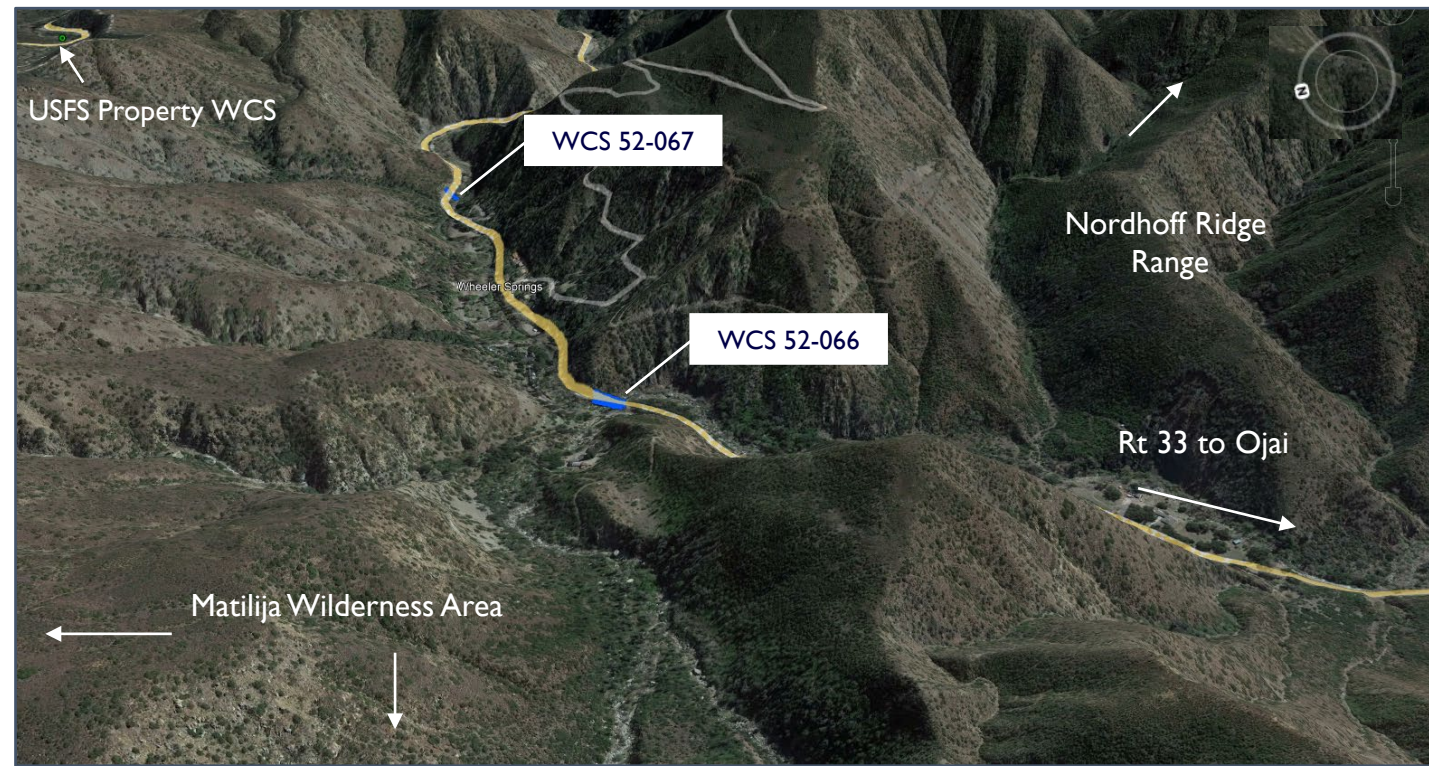 USFS Property WCS
WCS 52-067
Nordhoff Ridge
Range
Wheeler Springs
WCS 52-066
Rt 33 to Ojai
Matilija Wilderness Area
N